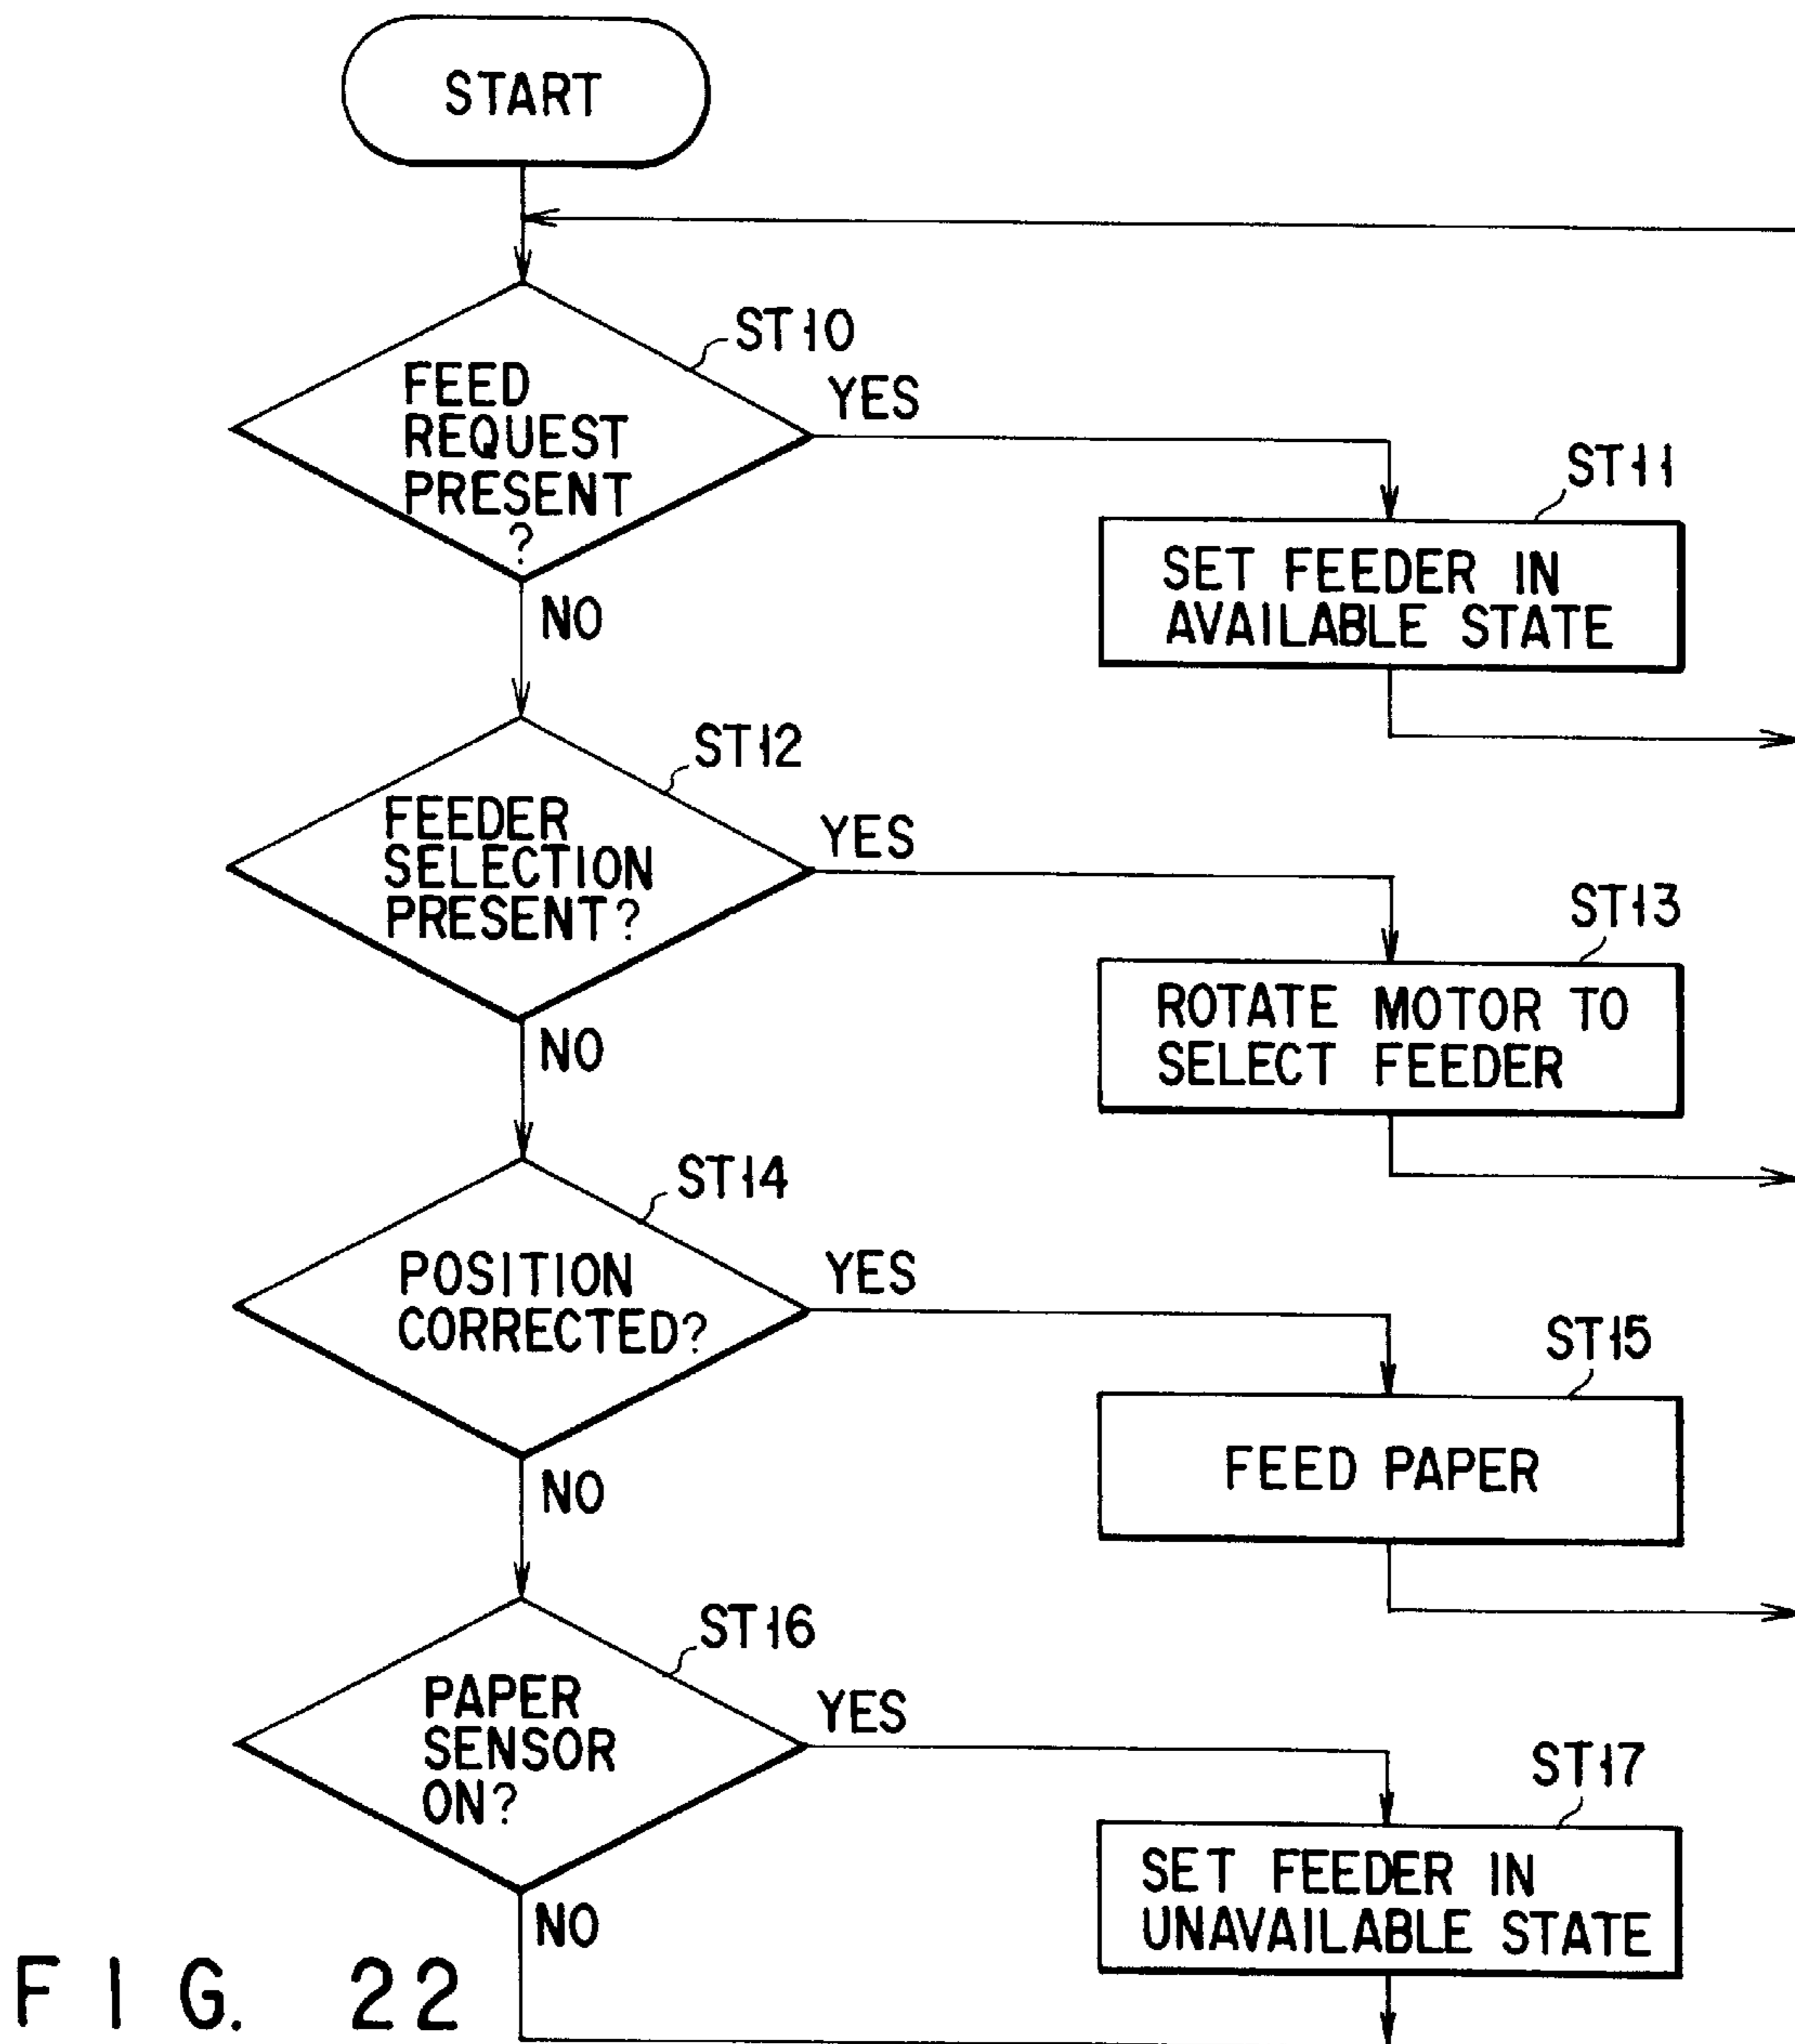 START
ST10
FEED
REQUEST
PRESENT
?
YES
NO
ST11
SET FEEDER IN
AVAILABLE STATE
ST12
FEEDER
SELECTION
PRESENT?
YES
NO
ST13
ROTATE MOTOR TO
SELECT FEEDER
ST14
POSITION
CORRECTED?
YES
NO
ST15
FEED PAPER
ST16
PAPER
SENSOR
ON?
YES
NO
ST17
SET FEEDER IN
UNAVAILABLE STATE
FIG. 22